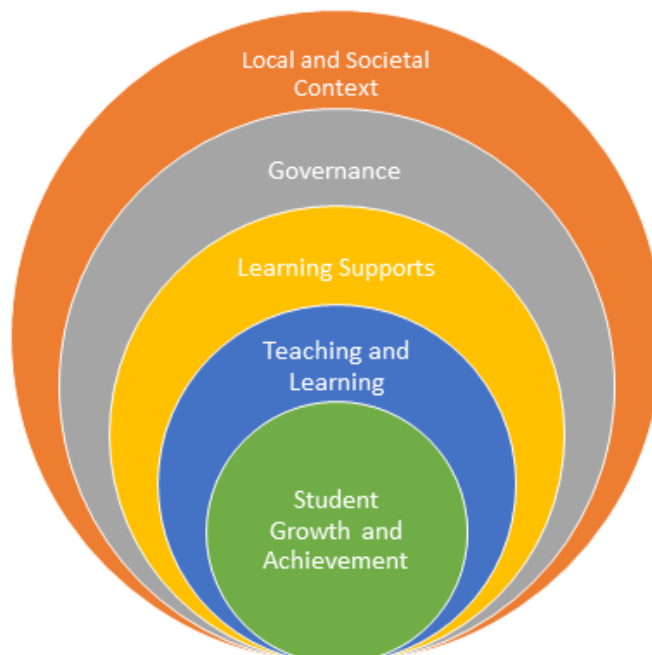 Local and Societal
Context
Governance
Learning Supports
Teaching and
Learning
Student
Growth and
Achievement